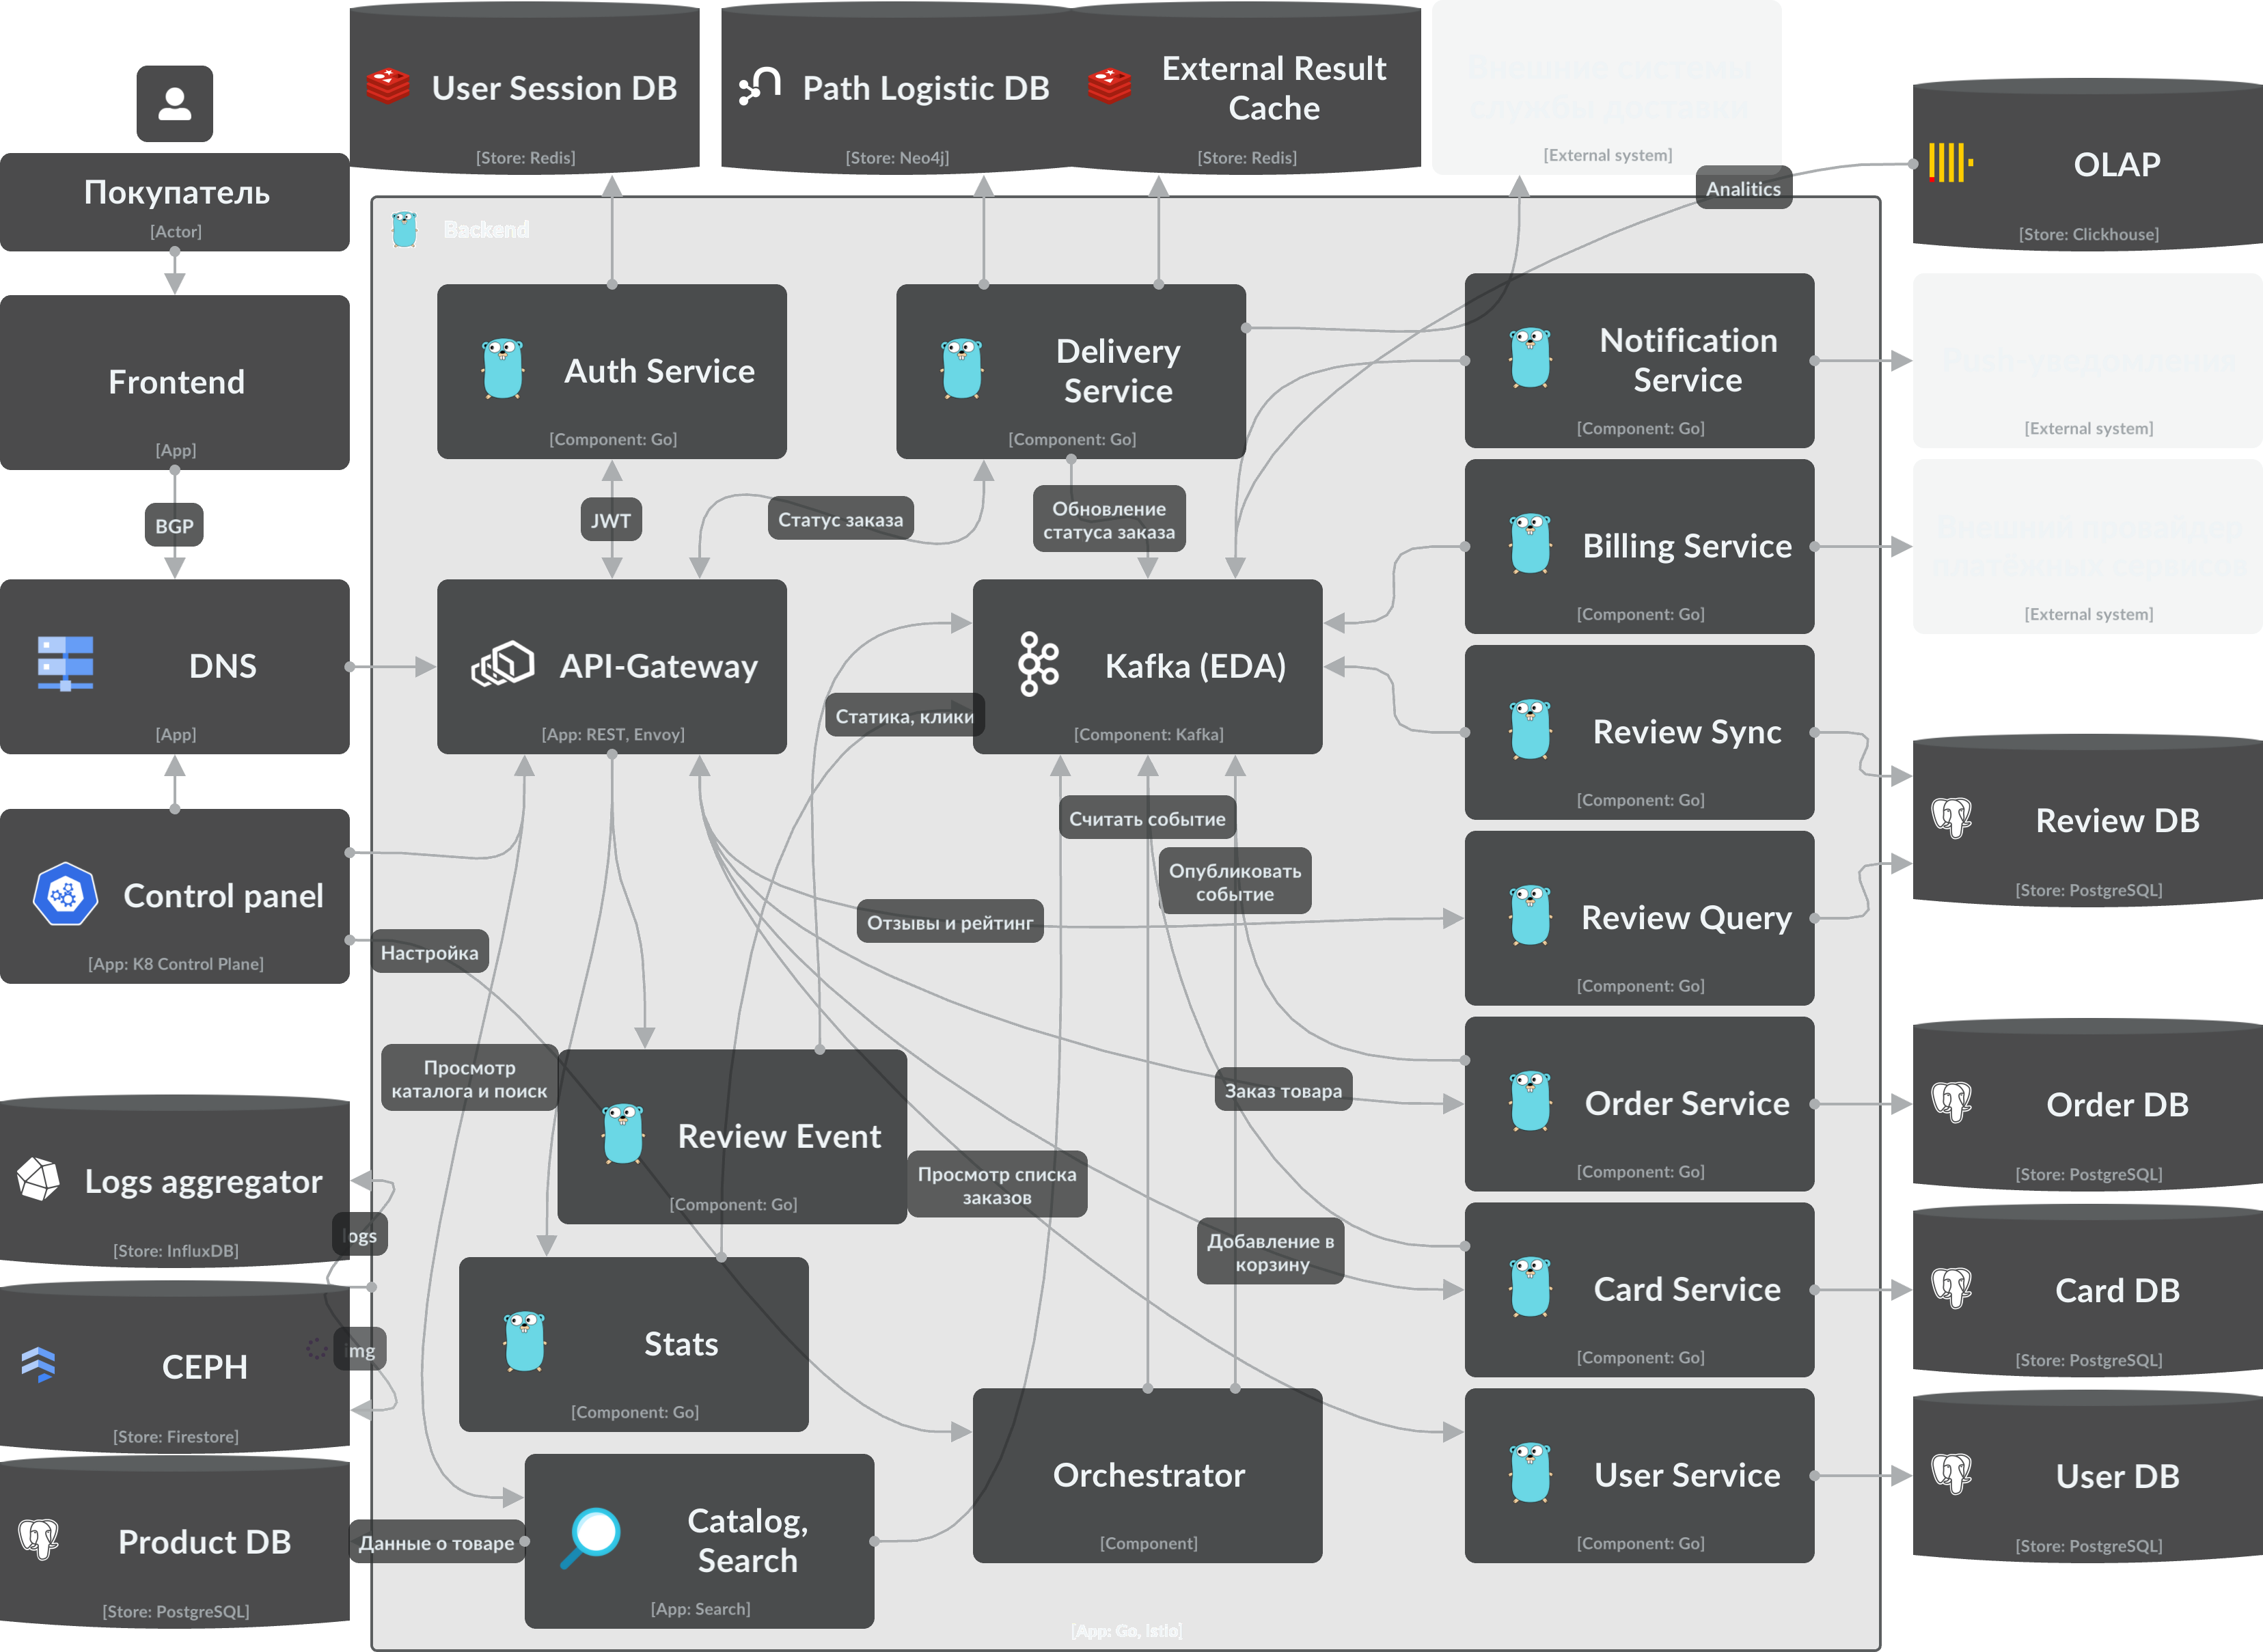 User Session DB
[Store: Redis]
Path Logistic DB
[Store: Neo4j]
External Result
Cache
[Store: Redis]
Внешние системы
службы доставки
[External system]
Analitics
OLAP
[Store: Clickhouse]
Покупатель
[Actor]
Backend
Frontend
[App]
BGP
Auth Service
[Component: Go]
Delivery
Service
[Component: Go]
Notification
Service
[Component: Go]
Push-уведомления
[External system]
JWT
Статус заказа
Обновление
статуса заказа
Billing Service
[Component: Go]
Внешний провайдер
платёжных сервисов
[External system]
DNS
[App]
API-Gateway
[App: REST, Envoy]
Статика, клики
Kafka (EDA)
[Component: Kafka]
Review Sync
[Component: Go]
Review DB
[Store: PostgreSQL]
Control panel
[App: K8 Control Plane]
Настройка
Считать событие
Опубликовать
событие
Отзывы и рейтинг
Review Query
[Component: Go]
Просмотр
каталога и поиск
Review Event
[Component: Go]
Заказ товара
Order Service
[Component: Go]
Order DB
[Store: PostgreSQL]
Logs aggregator
[Store: InfluxDB]
logs
Просмотр списка
заказов
Добавление в
корзину
Card Service
[Component: Go]
Card DB
[Store: PostgreSQL]
CEPH
[Store: Firestore]
img
Stats
[Component: Go]
Orchestrator
[Component]
User Service
[Component: Go]
User DB
[Store: PostgreSQL]
Product DB
[Store: PostgreSQL]
Данные о товаре
Catalog,
Search
[App: Search]
[App: Go, Istio]